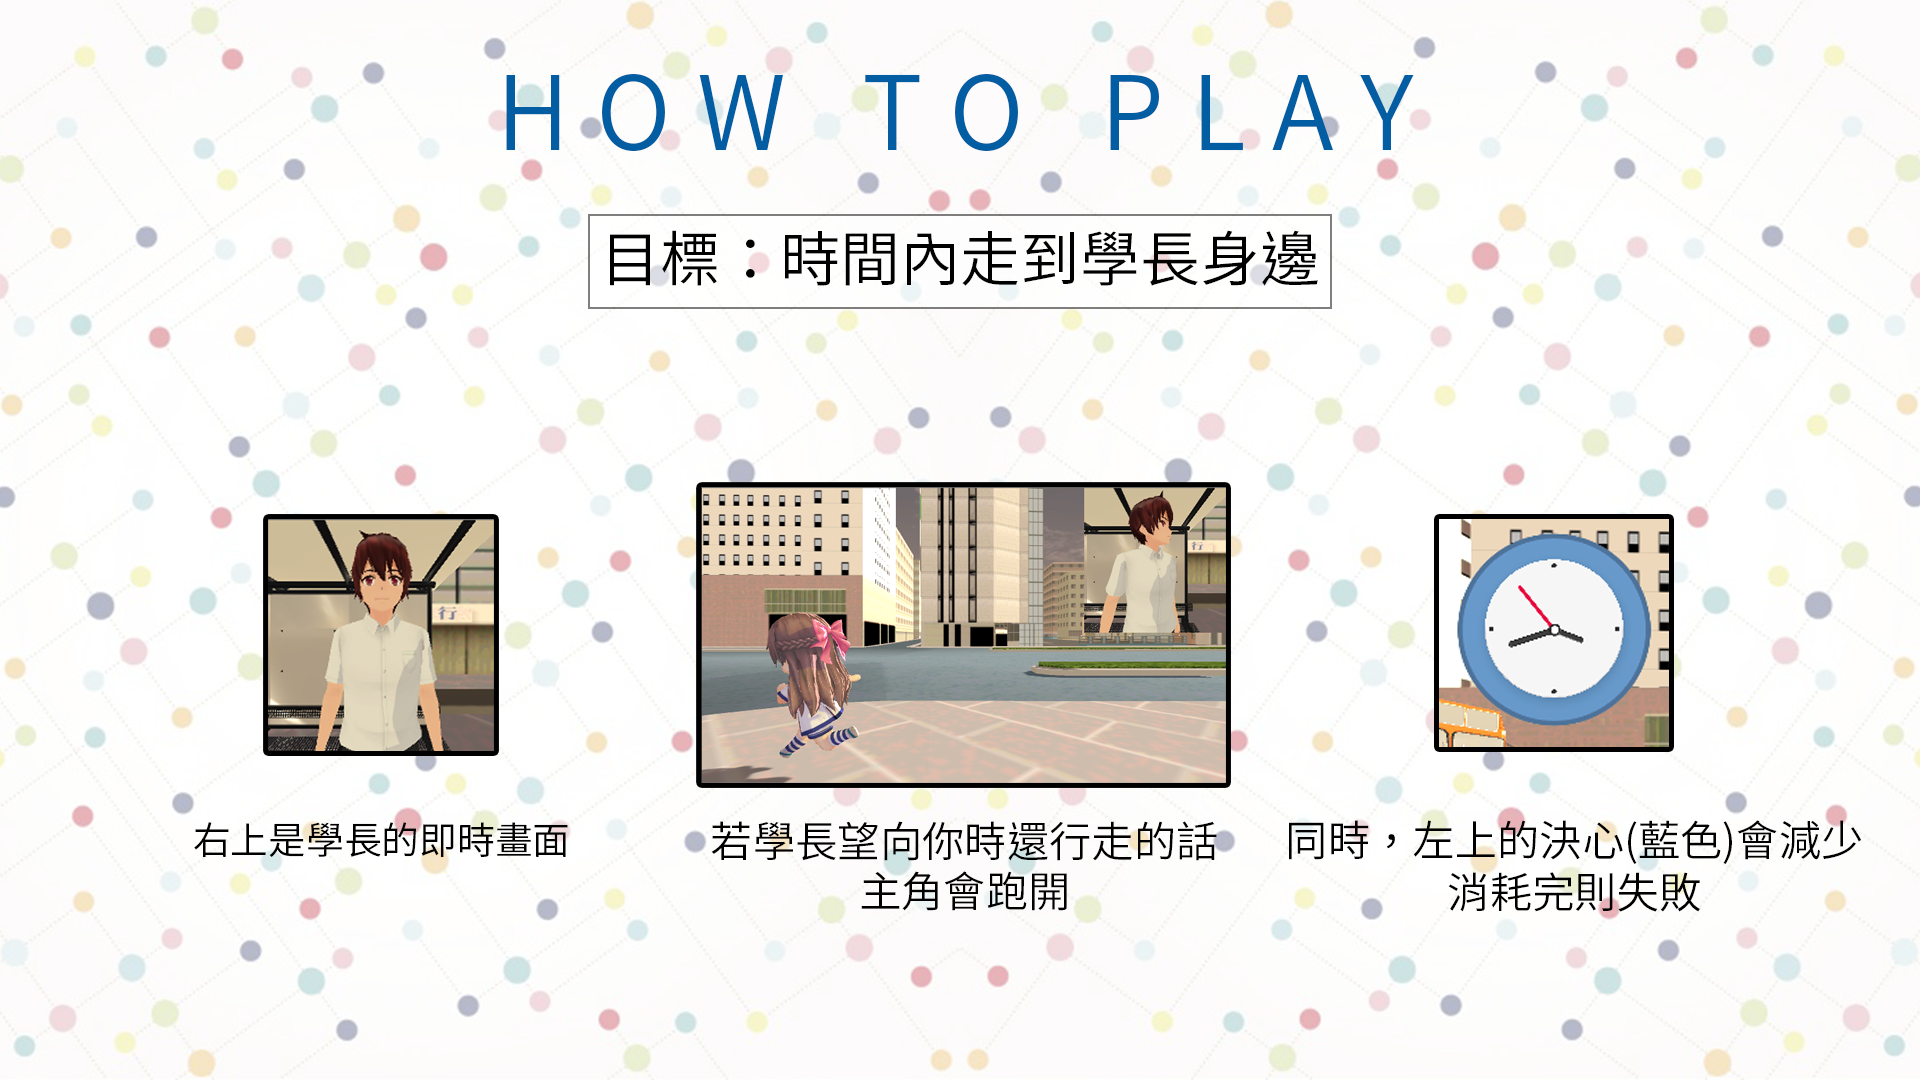 HOW TO PLAY
目標：時間內走到學長身邊
行
行
右上是學長的即時畫面
若學長望向你時還行走的話
主角會跑開
同時，左上的決心(藍色)會減少
消耗完則失敗